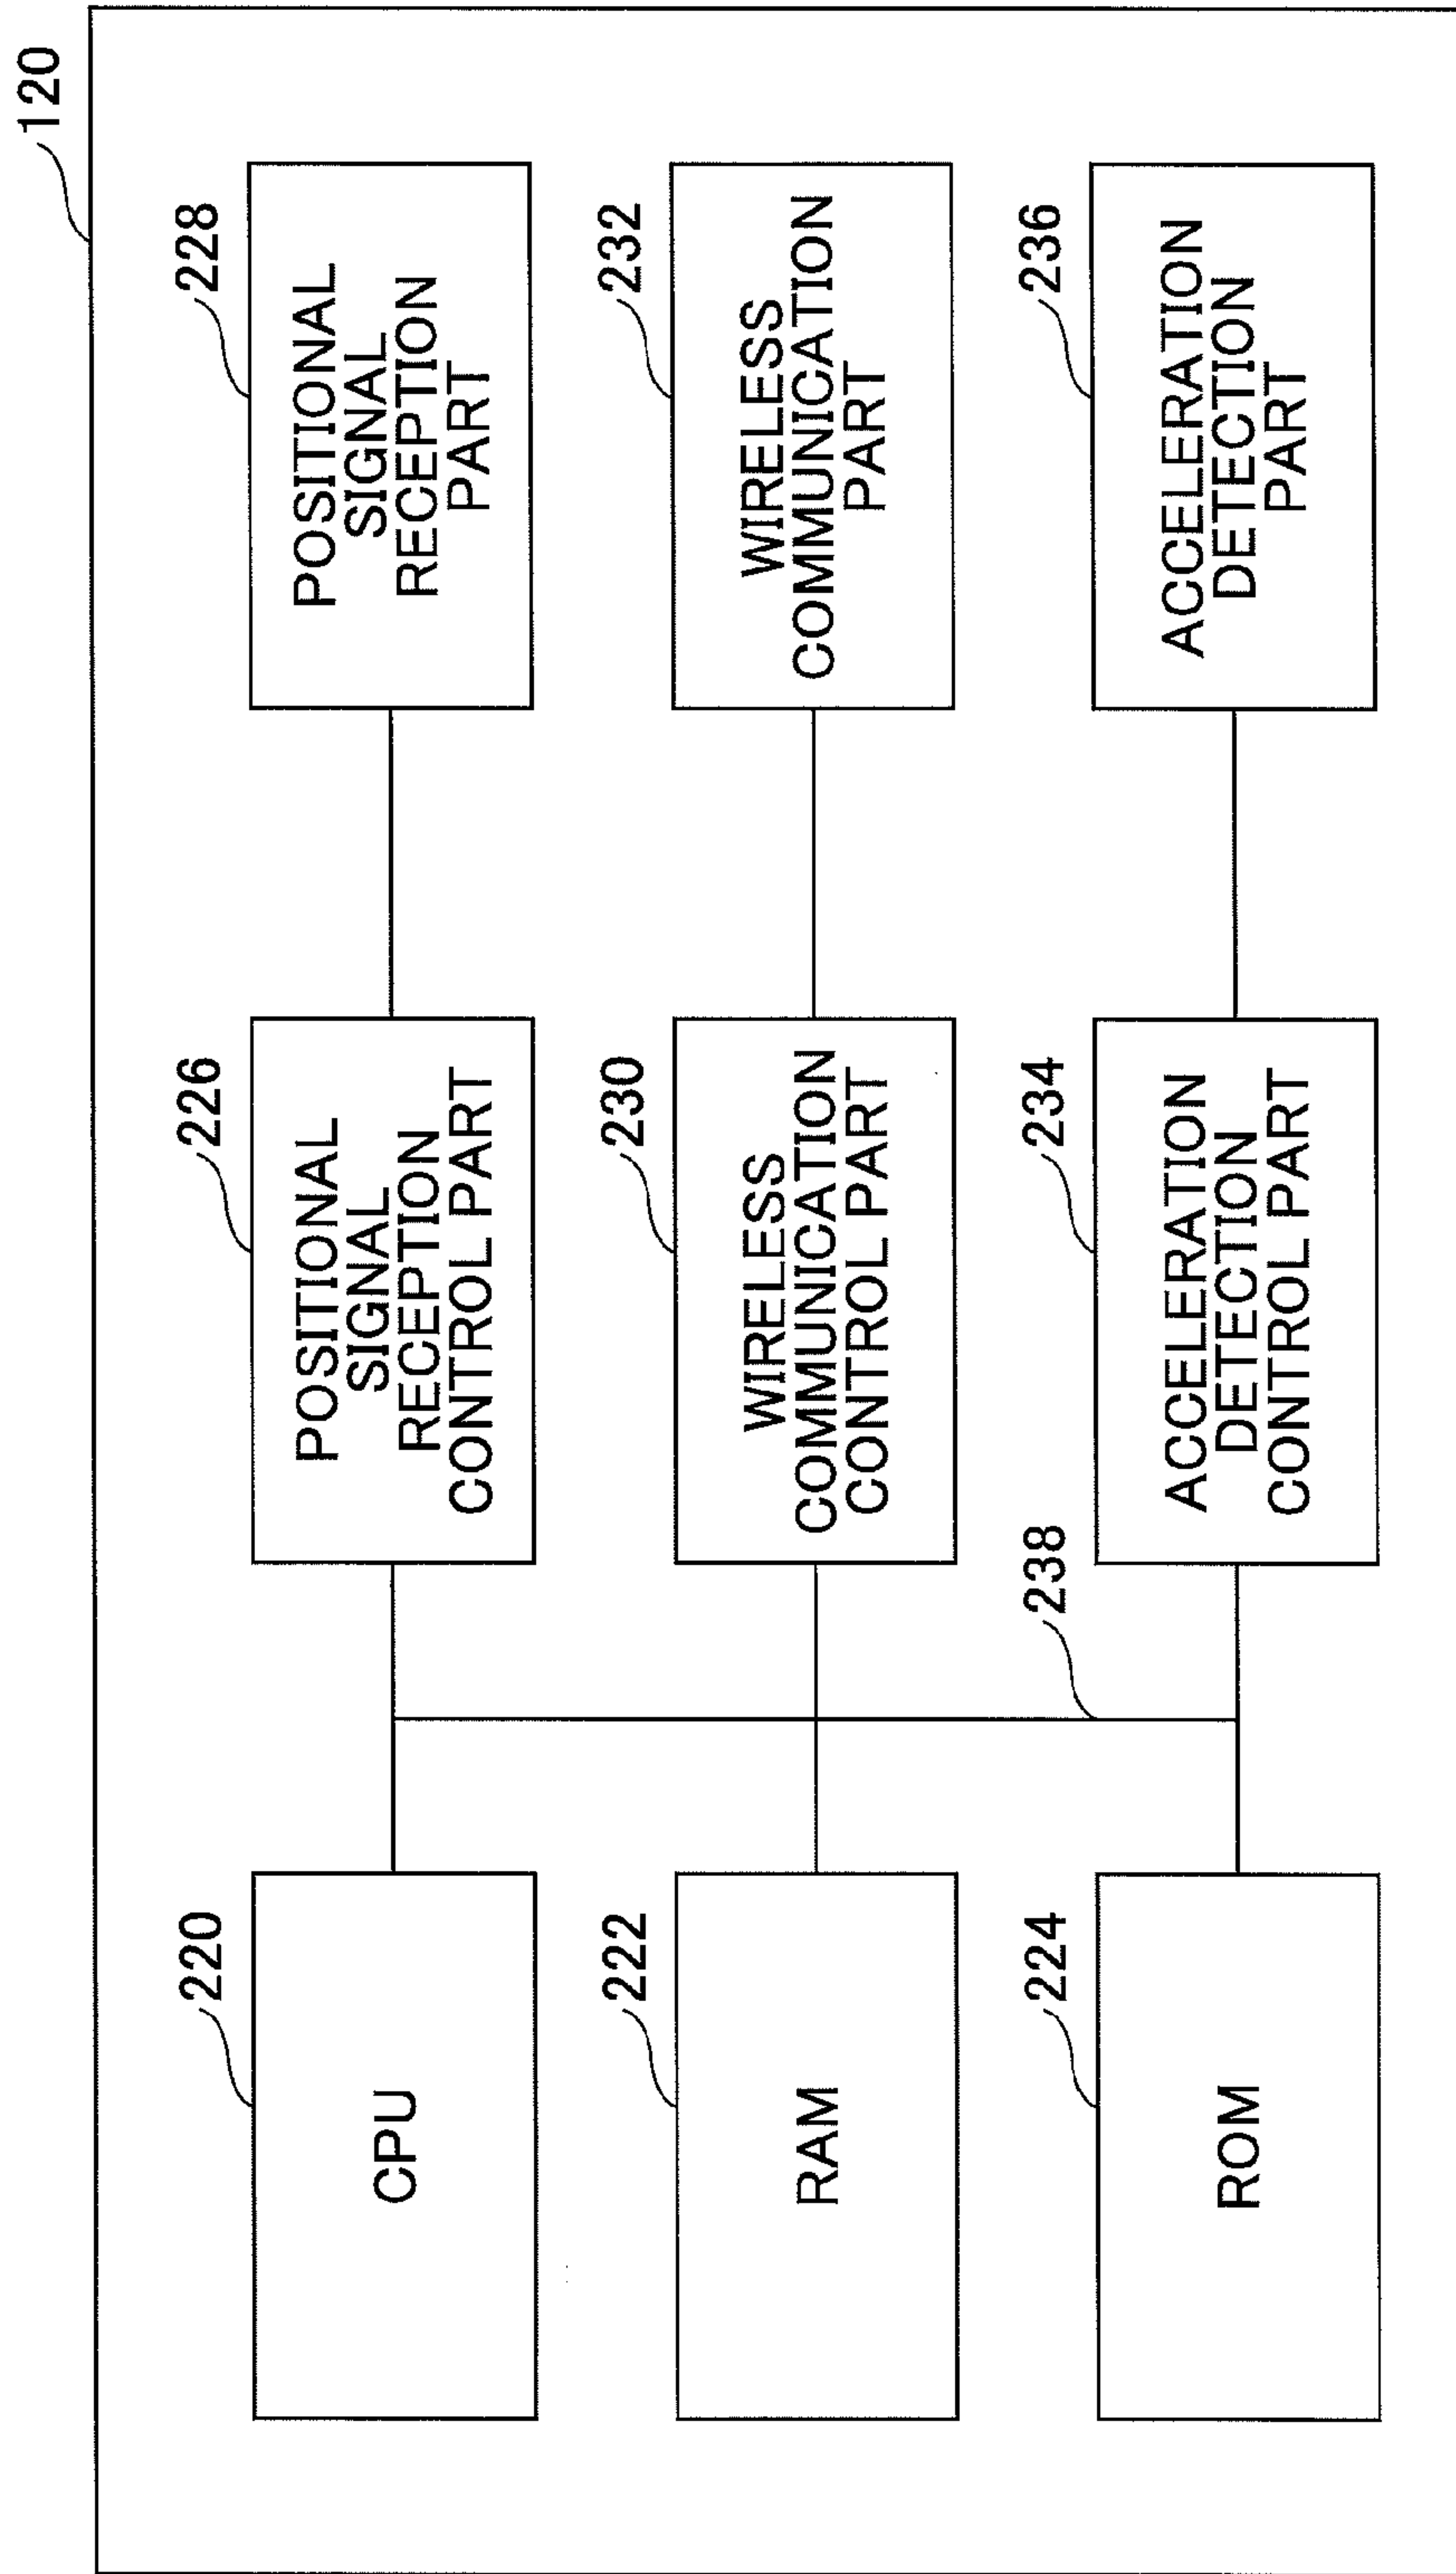 120
220
CPU
226
POSITIONAL
SIGNAL
RECEPTION
CONTROL PART
228
POSITIONAL
SIGNAL
RECEPTION
PART
222
RAM
230
WIRELESS
COMMUNICATION
CONTROL PART
232
WIRELESS
COMMUNICATION
PART
238
224
ROM
234
ACCELERATION
DETECTION
CONTROL PART
236
ACCELERATION
DETECTION
PART